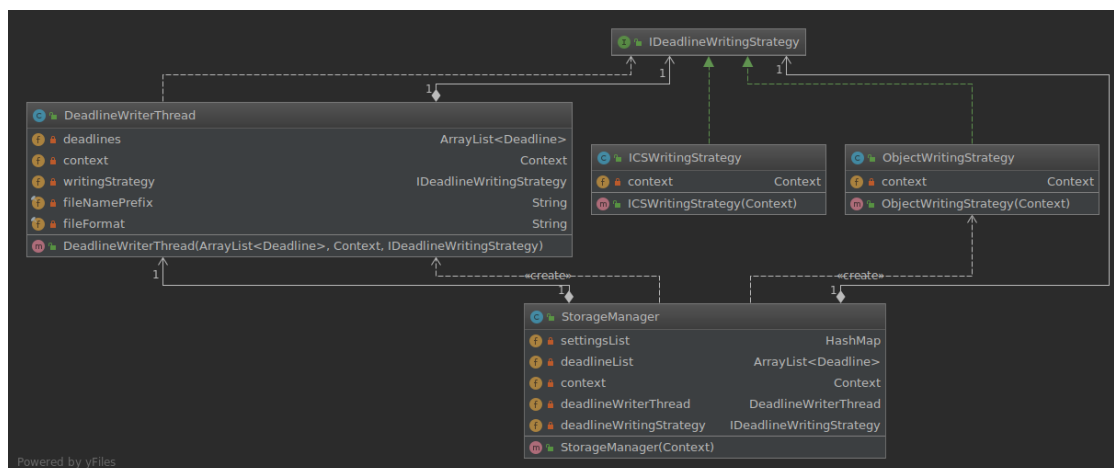 IDeadlineWritingStrategy
1
1
1
DeadlineWriterThread
deadlines ArrayList<Deadline>
context Context
writingStrategy IDeadlineWritingStrategy
fileNamePrefix String
fileFormat String
DeadlineWriterThread(ArrayList<Deadline>, Context, IDeadlineWritingStrategy)
ICSWritingStrategy
context Context
ICSWritingStrategy(Context)
ObjectWritingStrategy
context Context
ObjectWritingStrategy(Context)
1
«create»
«create»
1
1
StorageManager
settingsList HashMap
deadlineList ArrayList<Deadline>
context Context
deadlineWriterThread DeadlineWriterThread
deadlineWritingStrategy IDeadlineWritingStrategy
StorageManager(Context)
Powered by yFiles